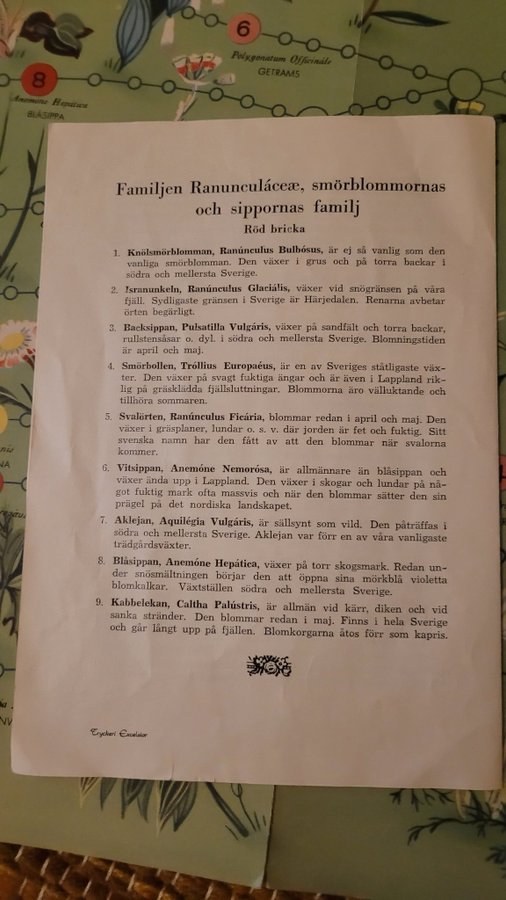 6
Polygonatum Officinále
GETRAMS
8
Anemóne Hepática
BLÅSIPPA
Familjen Ranunculáceæ, smörblommornas
och sippornas familj
Röd bricka
1. Knölsmörblomman, Ranúnculus Bulbósus, är ej så vanlig som den
vanliga smörblomman. Den växer i grus och på torra backar i
södra och mellersta Sverige.
2. Isranunkeln, Ranúnculus Glaciális, växer vid snögränsen på våra
fjäll. Sydligaste gränsen i Sverige är Härjedalen. Renarna avbetar
örten begärligt.
3. Backsippan, Pulsatilla Vulgáris, växer på sandfält och torra backar,
rullstensåsar o. dyl. i södra och mellersta Sverige. Blomningstiden
är april och maj.
4. Smörbollen, Tróllius Europaéus, är en av Sveriges ståtligaste väx-
ter. Den växer på svagt fuktiga ängar och är även i Lappland rik-
lig på gräsklädda fjällsluttningar. Blommorna äro välluktande och
tillhöra sommaren.
5. Svalörten, Ranúnculus Ficária, blommar redan i april och maj. Den
växer i gräsplaner, lundar o. s. v. där jorden är fet och fuktig. Sitt
svenska namn har den fått av att den blommar när svalorna
kommer.
6. Vitsippan, Anemóne Nemorósa, är allmännare än blåsippan och
växer ända upp i Lappland. Den växer i skogar och lundar på nå-
got fuktig mark ofta massvis och när den blommar sätter den sin
prägel på det nordiska landskapet.
7. Aklejan, Aquilégia Vulgáris, är sällsynt som vild. Den påträffas i
södra och mellersta Sverige. Aklejan var förr en av våra vanligaste
trädgårdsväxter.
8. Blåsippan, Anemóne Hepática, växer på torr skogsmark. Redan un-
der snösmältningen börjar den att öppna sina mörkblå violetta
blomkalkar. Växtställen södra och mellersta Sverige.
9. Kabbelekan, Caltha Palústris, är allmän vid kärr, diken och vid
sanka stränder. Den blommar redan i maj. Finns i hela Sverige
och går långt upp på fjällen. Blomkorgarna åtos förr som kapris.
Tryckeri Excelsior